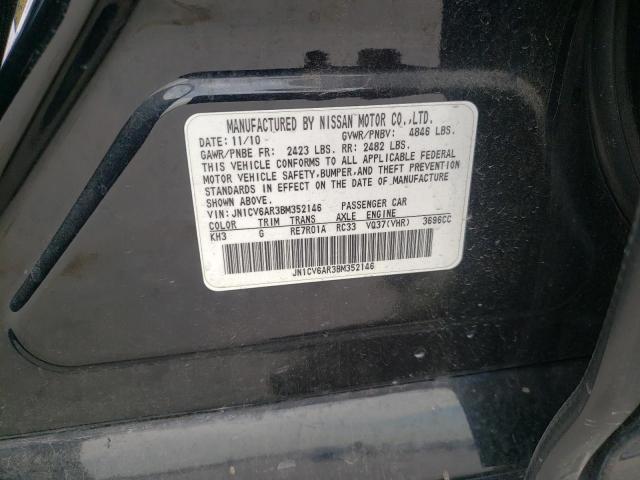 MANUFACTURED BY NISSAN MOTOR CO.,LTD.
DATE: 11/10 GVWR/PNBV: 4846 LBS.
GAWR/PNBE FR: 2423 LBS. RR: 2482 LBS.
THIS VEHICLE CONFORMS TO ALL APPLICABLE FEDERAL
MOTOR VEHICLE SAFETY, BUMPER, AND THEFT PREVENTION
STANDARDS IN EFFECT ON THE DATE OF MANUFACTURE
SHOWN ABOVE.
VIN: JN1CV6AR3BM352146 PASSENGER CAR
COLOR TRIM TRANS AXLE ENGINE
KH3 G RE7R01A RC33 VQ37(VHR) 3696CC
JN1CV6AR3BM352146